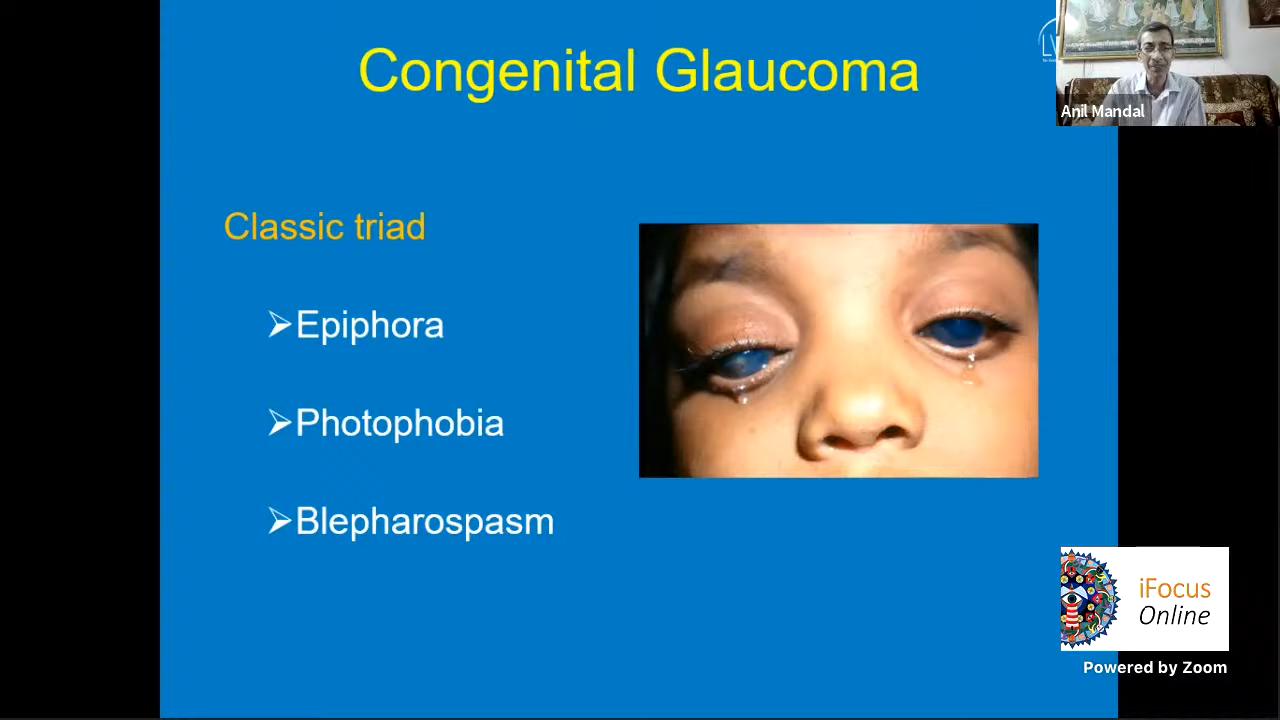 Congenital Glaucoma
Anil Mandal
Classic triad
➢Epiphora
➢Photophobia
➢Blepharospasm
iFocus
Online
Powered by Zoom